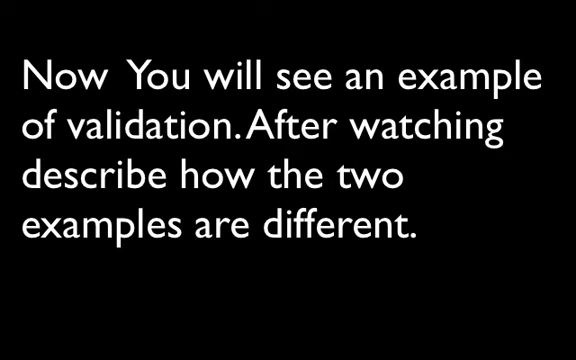 Now You will see an example
of validation. After watching
describe how the two
examples are different.